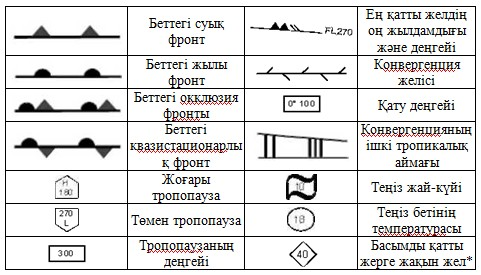 Беттегі суық
фронт
FL270
Ең қатты желдің
оң жылдамдығы
және деңгейі
Беттегі жылы
фронт
Конвергенция
желісі
Беттегі окклюзия
фронты
0° 100
Қату деңгейі
Беттегі
квазистационарлы
қ фронт
Конвергенцияның
ішкі тропикалық
аймағы
H
180
Жоғары
тропопауза
10
Теңіз жай-күйі
270
L
Төмен тропопауза
18
Теңіз бетінің
температурасы
300
Тропопаузаның
деңгейі
40
Басымды қатты
жерге жақын жел*